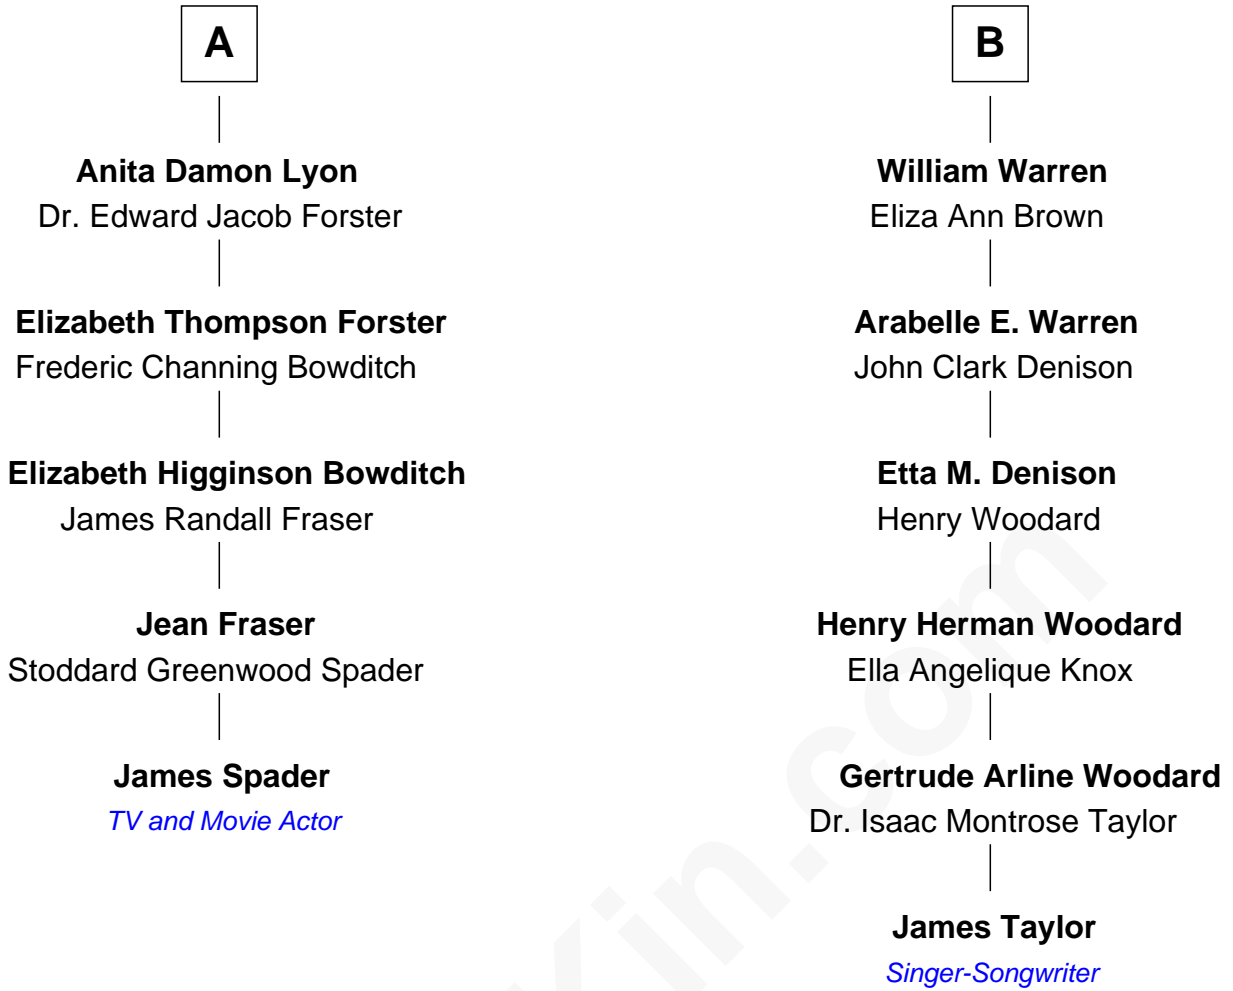 A
Anita Damon Lyon
Dr. Edward Jacob Forster
Elizabeth Thompson Forster
Frederic Channing Bowditch
Elizabeth Higginson Bowditch
James Randall Fraser
Jean Fraser
Stoddard Greenwood Spader
James Spader
TV and Movie Actor
B
William Warren
Eliza Ann Brown
Arabelle E. Warren
John Clark Denison
Etta M. Denison
Henry Woodard
Henry Herman Woodard
Ella Angelique Knox
Gertrude Arline Woodard
Dr. Isaac Montrose Taylor
James Taylor
Singer-Songwriter
Kin.com